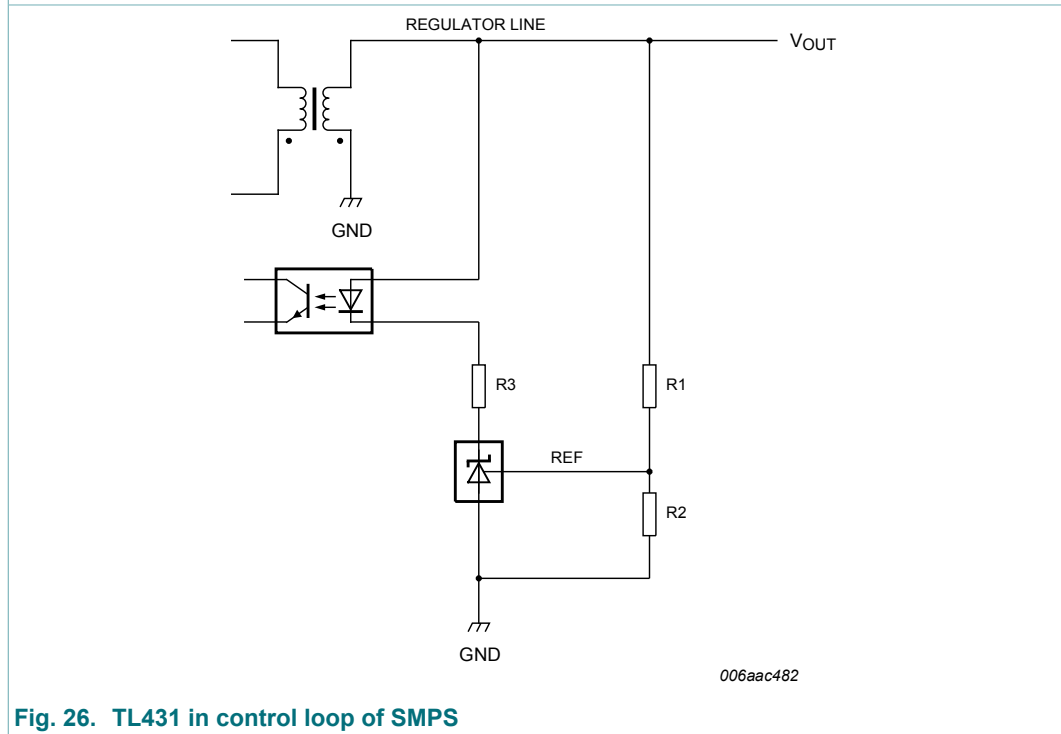 REGULATOR LINE
VOUT
GND
R3
R1
REF
R2
GND
006aac482
Fig. 26. TL431 in control loop of SMPS